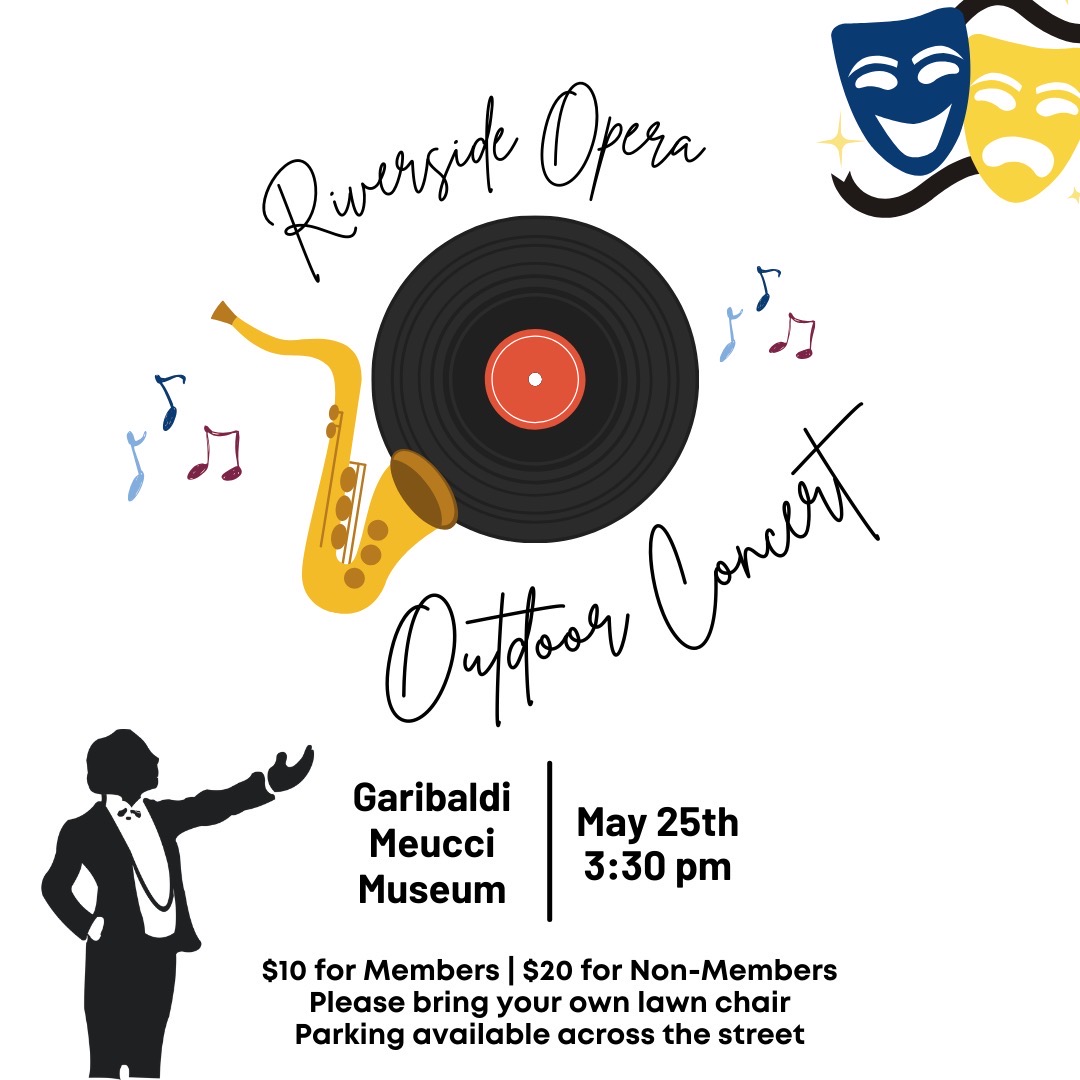 Riverside Opera
Outdoor Concert
Garibaldi
Meucci
Museum
May 25th
3:30 pm
$10 for Members | $20 for Non-Members
Please bring your own lawn chair
Parking available across the street